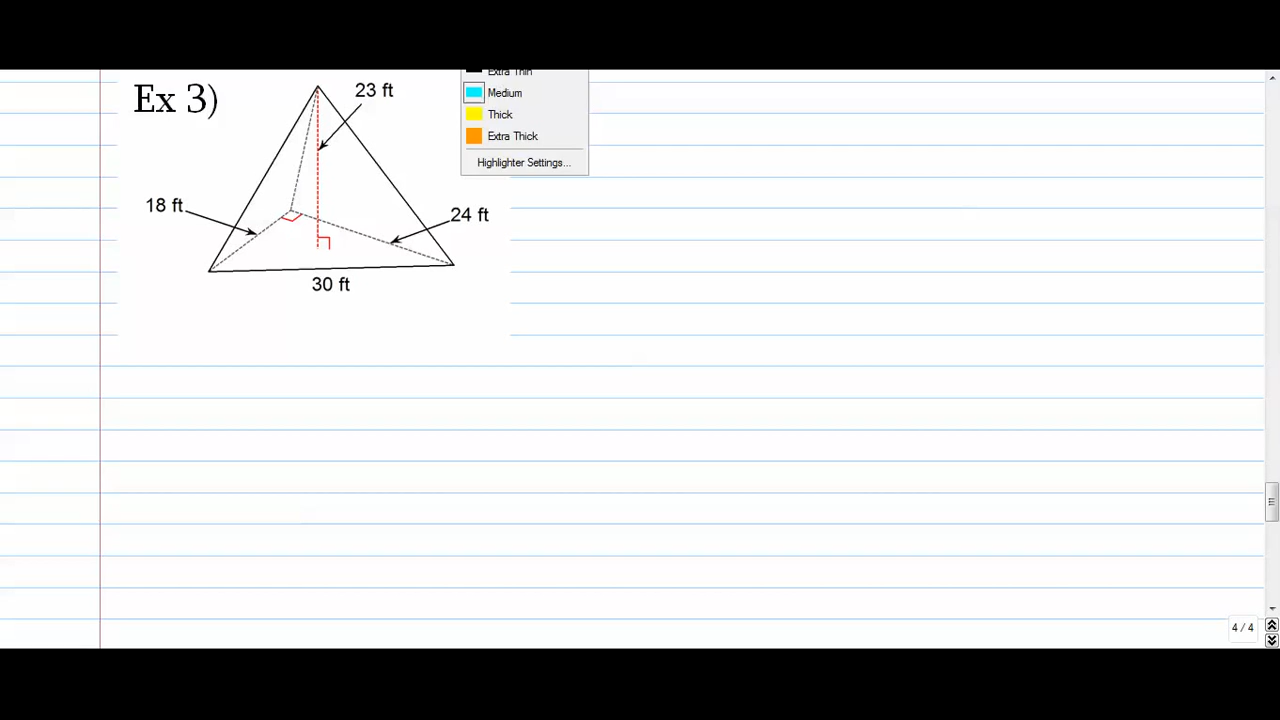 Extra Thin
Ex 3)
23 ft
Medium
Thick
Extra Thick
Highlighter Settings...
18 ft
24 ft
30 ft
4 / 4